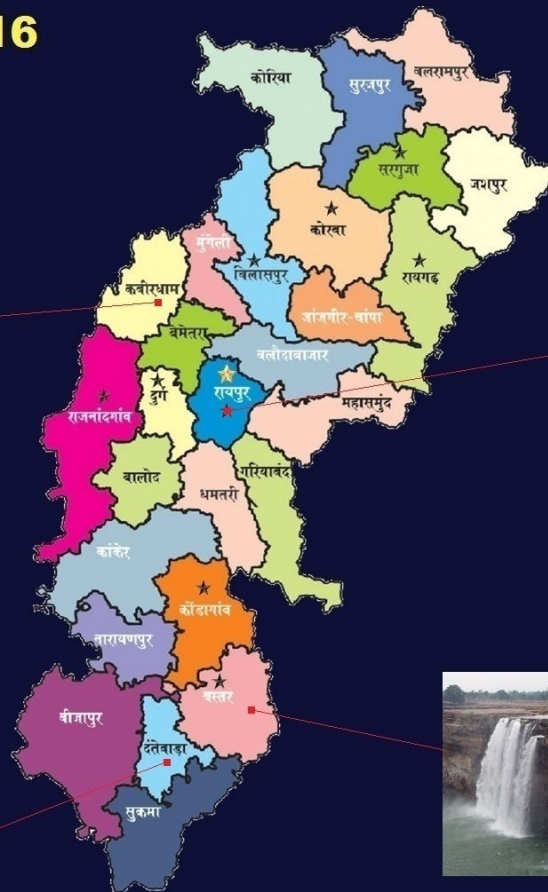 16
कोरिया
सुरजपुर
बलरामपुर
सरगुजा
जशपुर
कोरबा
मुंगेली
बिलासपुर
रायगढ़
कबीरधाम
जांजगीर-चांपा
बेमेतरा
बलौदाबाजार
रायपुर
दुर्ग
राजनांदगांव
महासमुंद
बालोद
धमतरी
गरियाबंद
कांकेर
कोंडागांव
नारायणपुर
बस्तर
बीजापुर
दंतेवाड़ा
सुकमा